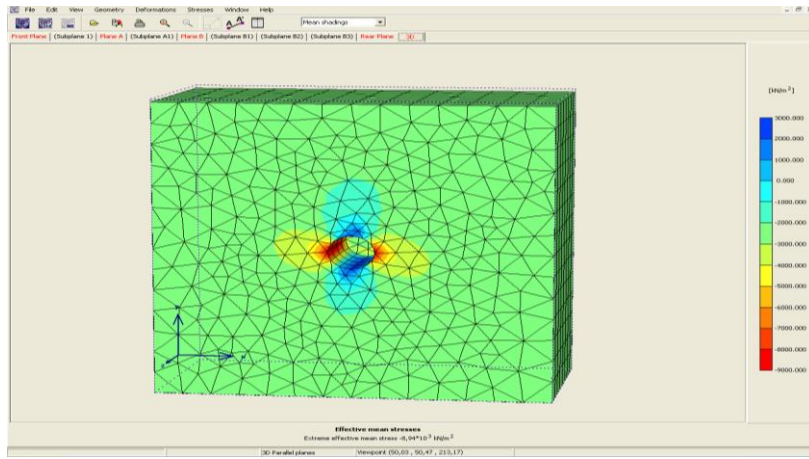 File Edit View Geometry Deformations Stresses Window Help
Mean shadings
Front Plane | (Subplane 1) | Plane A | (Subplane A1) | Plane B | (Subplane B1) | (Subplane B2) | (Subplane B3) | Rear Plane | 3D
[kN/m²]
3000.000
2000.000
1000.000
0.000
-1000.000
-2000.000
-3000.000
-4000.000
-5000.000
-6000.000
-7000.000
-8000.000
-9000.000
Effective mean stresses
Extreme effective mean stress -8,94*10³ kN/m²
3D Parallel planes Viewpoint (50,03 , 50,47 , 213,17)